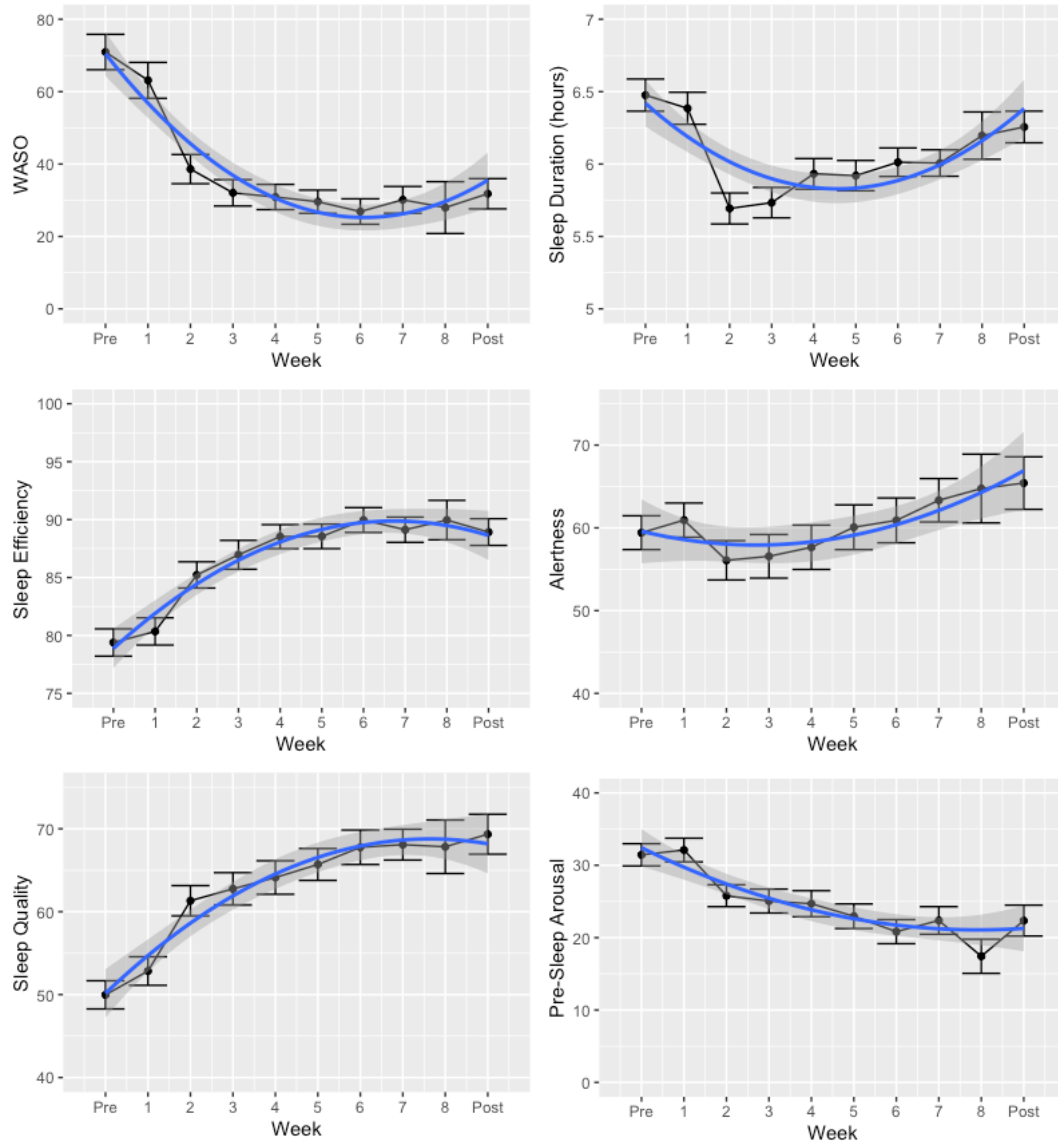 WASO
80
60
40
20
0
Pre 1 2 3 4 5 6 7 8 Post
Week
Sleep Duration (hours)
7
6.5
6
5.5
5
Pre 1 2 3 4 5 6 7 8 Post
Week
Sleep Efficiency
100
95
90
85
80
75
Pre 1 2 3 4 5 6 7 8 Post
Week
Alertness
70
60
50
40
Pre 1 2 3 4 5 6 7 8 Post
Week
Sleep Quality
70
60
50
40
Pre 1 2 3 4 5 6 7 8 Post
Week
Pre-Sleep Arousal
40
30
20
10
0
Pre 1 2 3 4 5 6 7 8 Post
Week